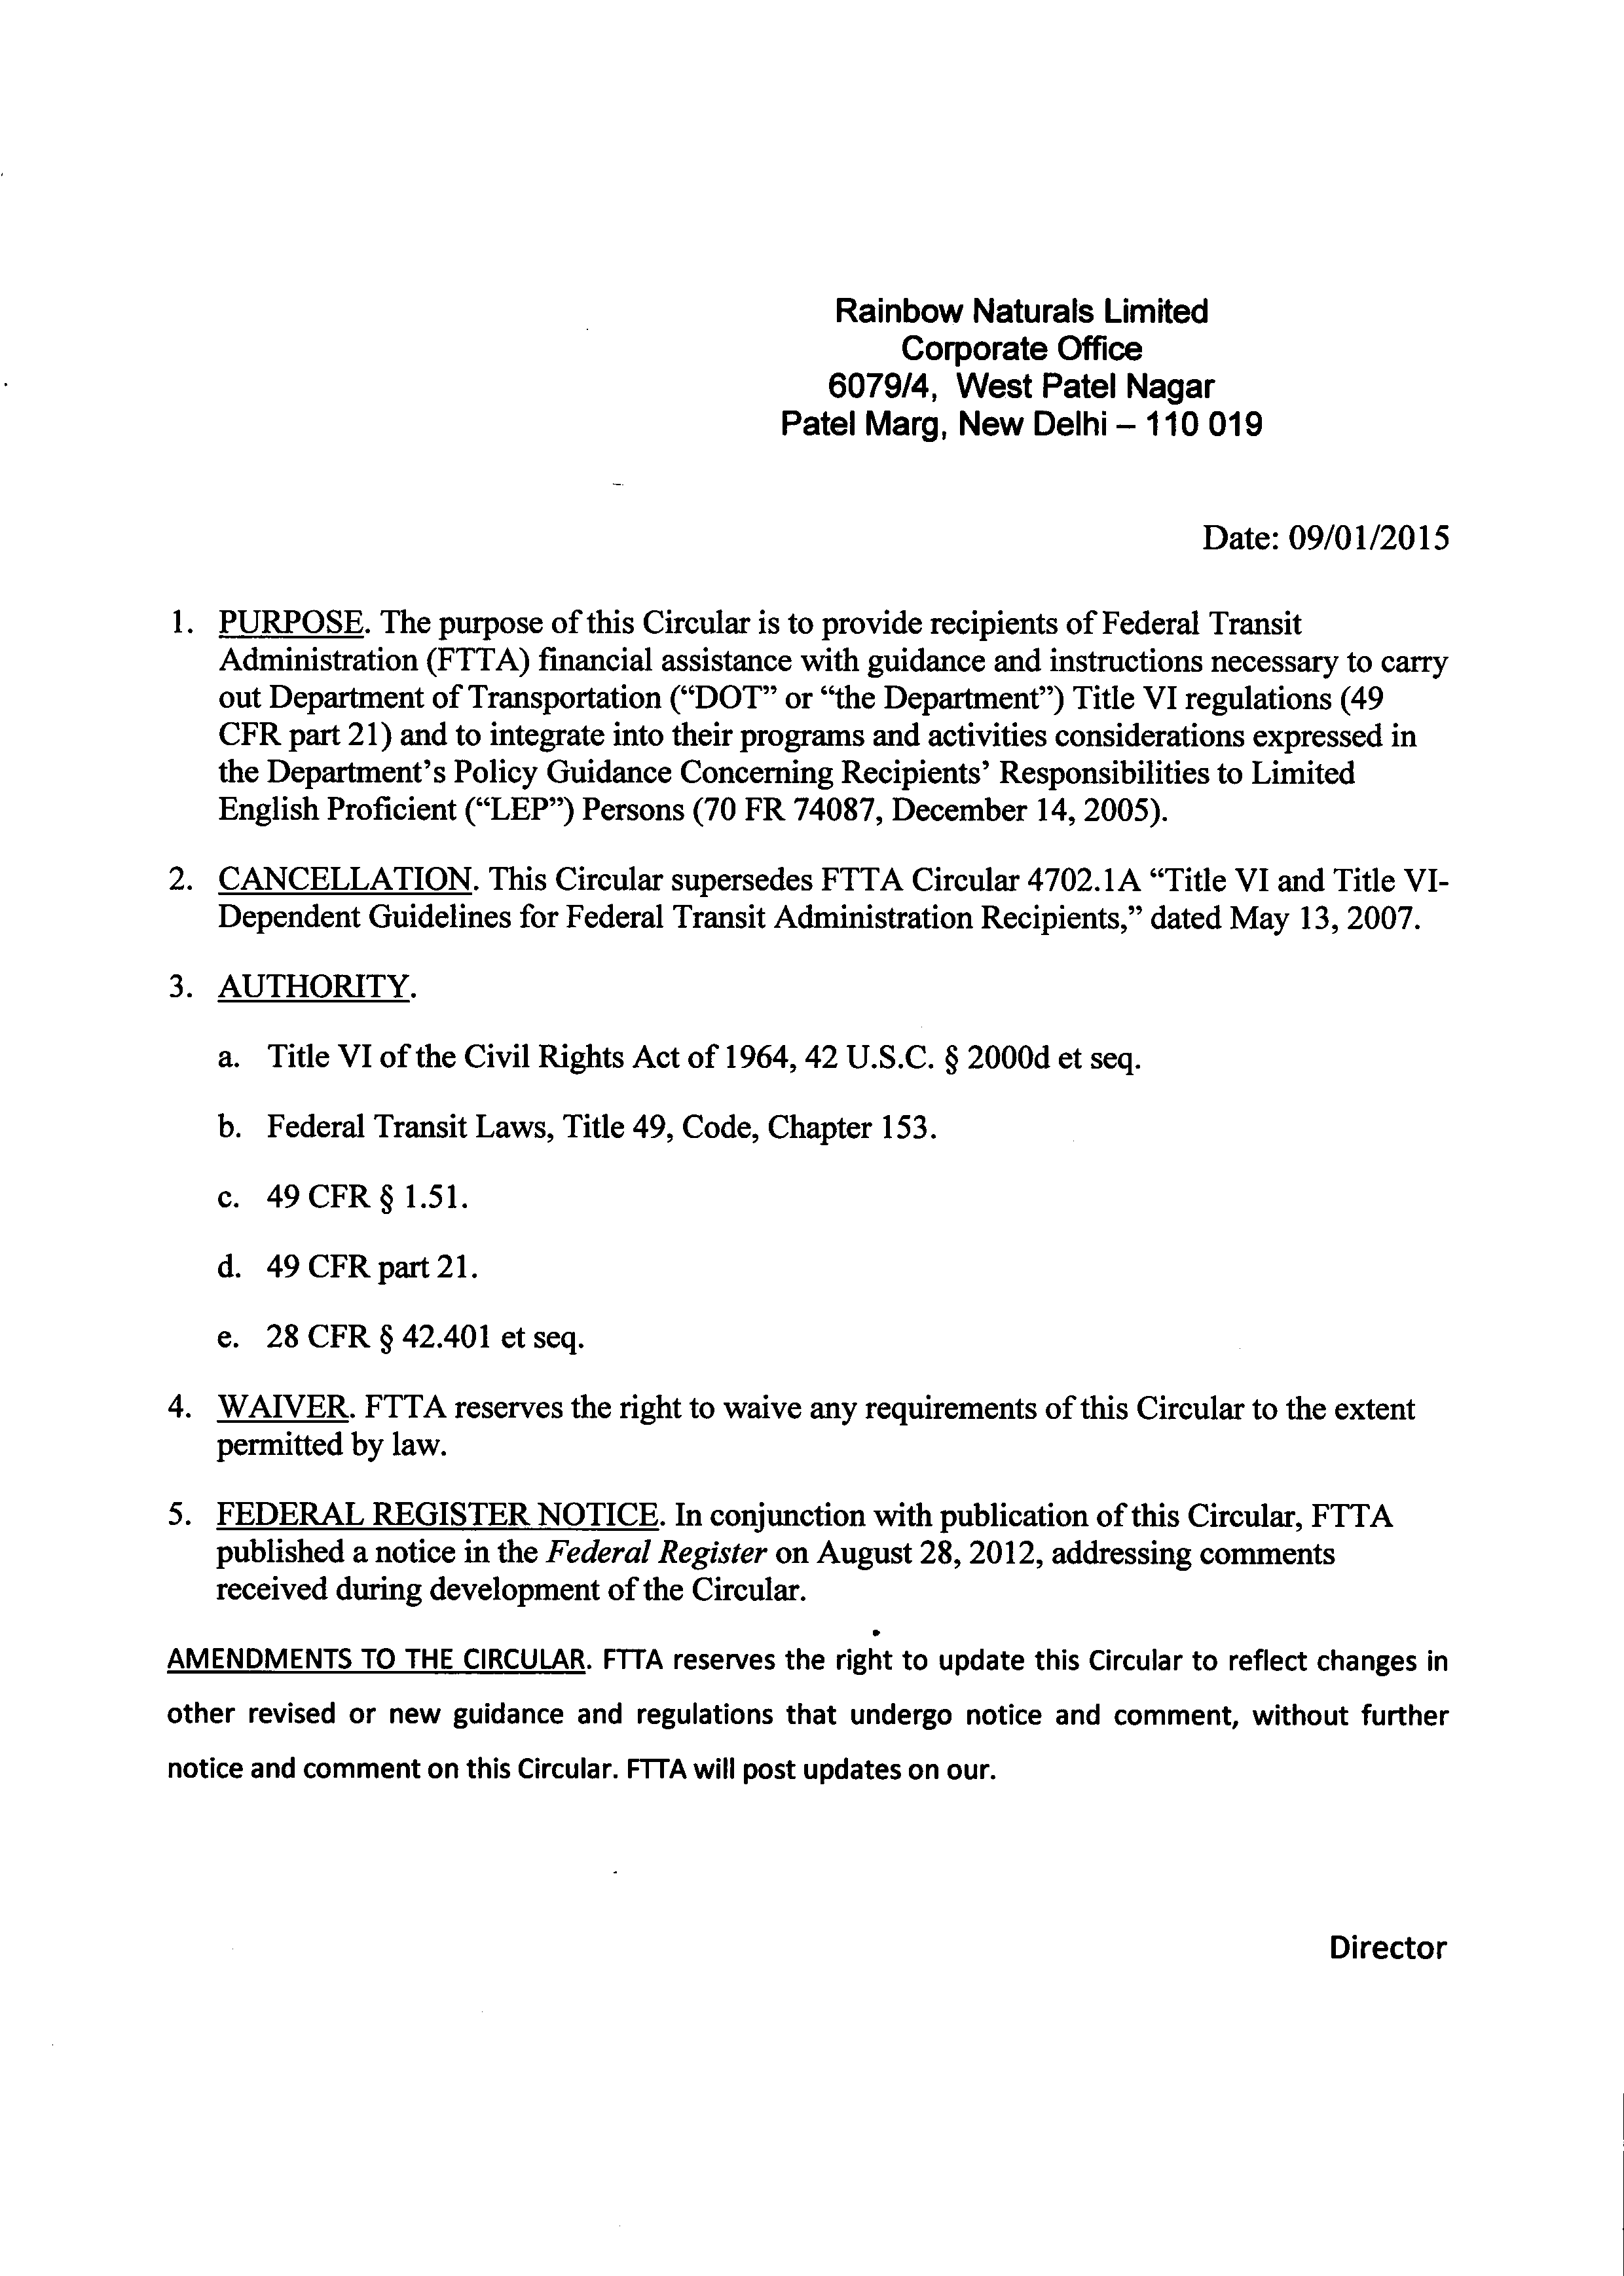 Rainbow Naturals Limited
Corporate Office
6079/4, West Patel Nagar
Patel Marg, New Delhi – 110 019
Date: 09/01/2015
1. PURPOSE. The purpose of this Circular is to provide recipients of Federal Transit
Administration (FTTA) financial assistance with guidance and instructions necessary to carry
out Department of Transportation (“DOT” or “the Department”) Title VI regulations (49
CFR part 21) and to integrate into their programs and activities considerations expressed in
the Department’s Policy Guidance Concerning Recipients’ Responsibilities to Limited
English Proficient (“LEP”) Persons (70 FR 74087, December 14, 2005).
2. CANCELLATION. This Circular supersedes FTTA Circular 4702.1A “Title VI and Title VI-
Dependent Guidelines for Federal Transit Administration Recipients,” dated May 13, 2007.
3. AUTHORITY.
a. Title VI of the Civil Rights Act of 1964, 42 U.S.C. § 2000d et seq.
b. Federal Transit Laws, Title 49, Code, Chapter 153.
c. 49 CFR § 1.51.
d. 49 CFR part 21.
e. 28 CFR § 42.401 et seq.
4. WAIVER. FTTA reserves the right to waive any requirements of this Circular to the extent
permitted by law.
5. FEDERAL REGISTER NOTICE. In conjunction with publication of this Circular, FTTA
published a notice in the Federal Register on August 28, 2012, addressing comments
received during development of the Circular.
AMENDMENTS TO THE CIRCULAR. FTTA reserves the right to update this Circular to reflect changes in
other revised or new guidance and regulations that undergo notice and comment, without further
notice and comment on this Circular. FTTA will post updates on our.
Director